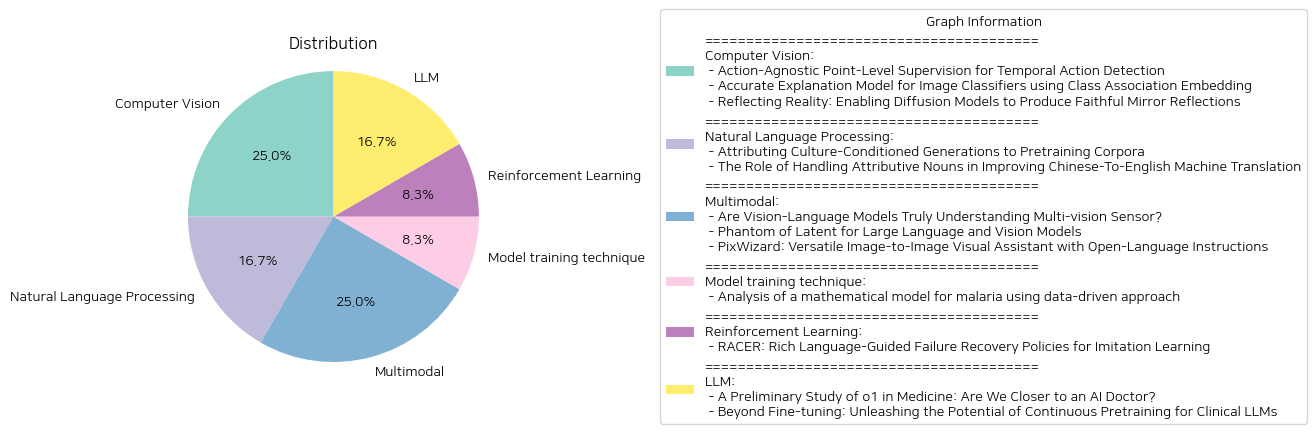 Distribution
LLM
Computer Vision
16.7%
25.0%
Reinforcement Learning
8.3%
8.3%
Model training technique
16.7%
Natural Language Processing
25.0%
Multimodal
Graph Information
========================================
Computer Vision:
- Action-Agnostic Point-Level Supervision for Temporal Action Detection
- Accurate Explanation Model for Image Classifiers using Class Association Embedding
- Reflecting Reality: Enabling Diffusion Models to Produce Faithful Mirror Reflections
========================================
Natural Language Processing:
- Attributing Culture-Conditioned Generations to Pretraining Corpora
- The Role of Handling Attributive Nouns in Improving Chinese-To-English Machine Translation
========================================
Multimodal:
- Are Vision-Language Models Truly Understanding Multi-vision Sensor?
- Phantom of Latent for Large Language and Vision Models
- PixWizard: Versatile Image-to-Image Visual Assistant with Open-Language Instructions
========================================
Model training technique:
- Analysis of a mathematical model for malaria using data-driven approach
========================================
Reinforcement Learning:
- RACER: Rich Language-Guided Failure Recovery Policies for Imitation Learning
========================================
LLM:
- A Preliminary Study of o1 in Medicine: Are We Closer to an AI Doctor?
- Beyond Fine-tuning: Unleashing the Potential of Continuous Pretraining for Clinical LLMs